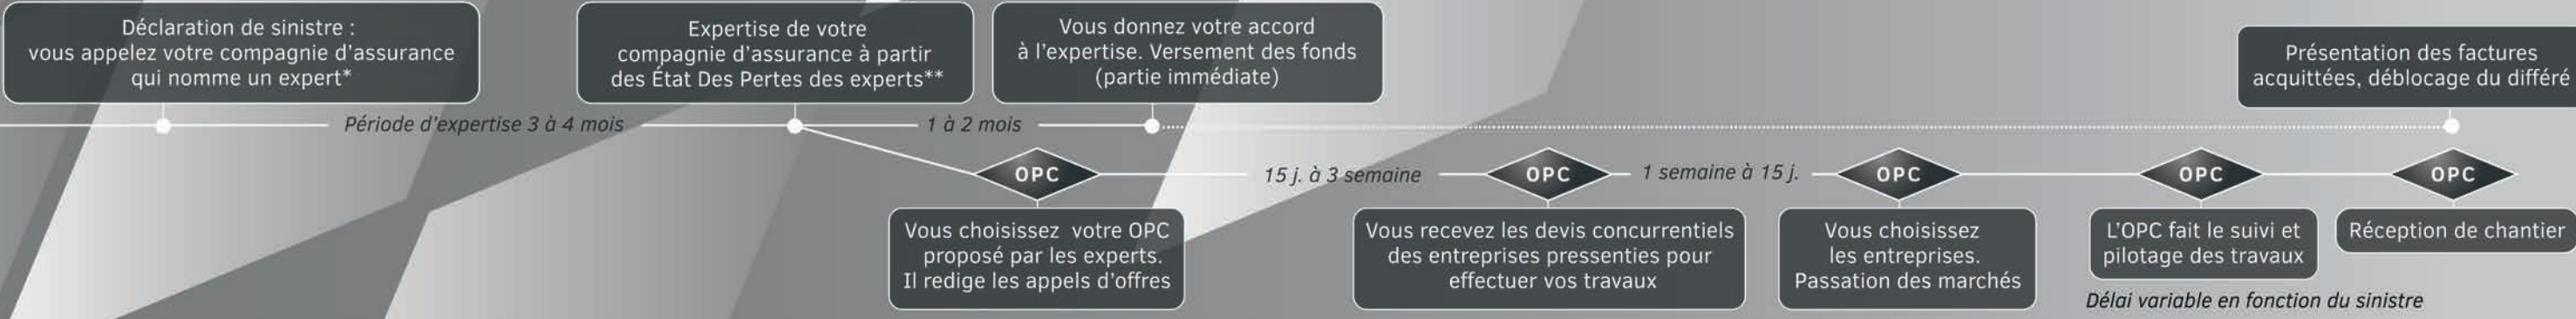 Déclaration de sinistre :
vous appelez votre compagnie d'assurance
qui nomme un expert*
Expertise de votre
compagnie d'assurance à partir
des État Des Pertes des experts**
Vous donnez votre accord
à l'expertise. Versement des fonds
(partie immédiate)
Présentation des factures
acquittées, déblocage du différé
Période d'expertise 3 à 4 mois
1 à 2 mois
OPC
15 j. à 3 semaine
OPC
1 semaine à 15 j.
OPC
OPC
OPC
Vous choisissez votre OPC
proposé par les experts.
Il redige les appels d'offres
Vous recevez les devis concurrentiels
des entreprises pressenties pour
effectuer vos travaux
Vous choisissez
les entreprises.
Passation des marchés
L'OPC fait le suivi et
pilotage des travaux
Réception de chantier
Délai variable en fonction du sinistre